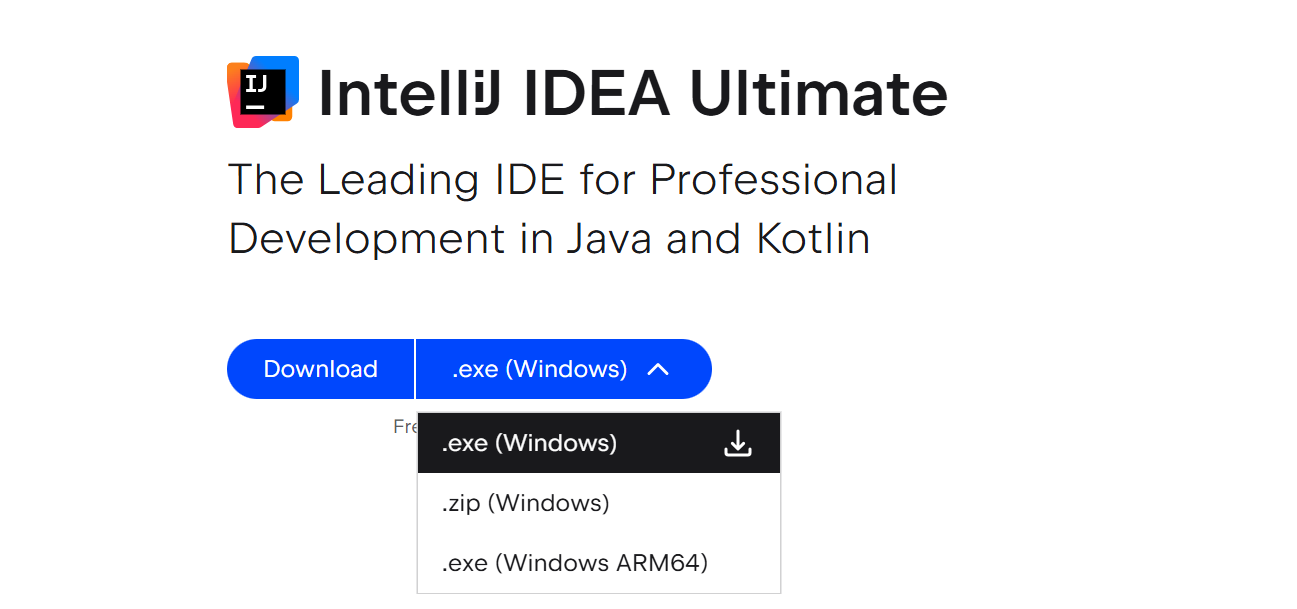 IJ
IntelliJ IDEA Ultimate
The Leading IDE for Professional
Development in Java and Kotlin
Download
.exe (Windows)
.exe (Windows)
.zip (Windows)
.exe (Windows ARM64)